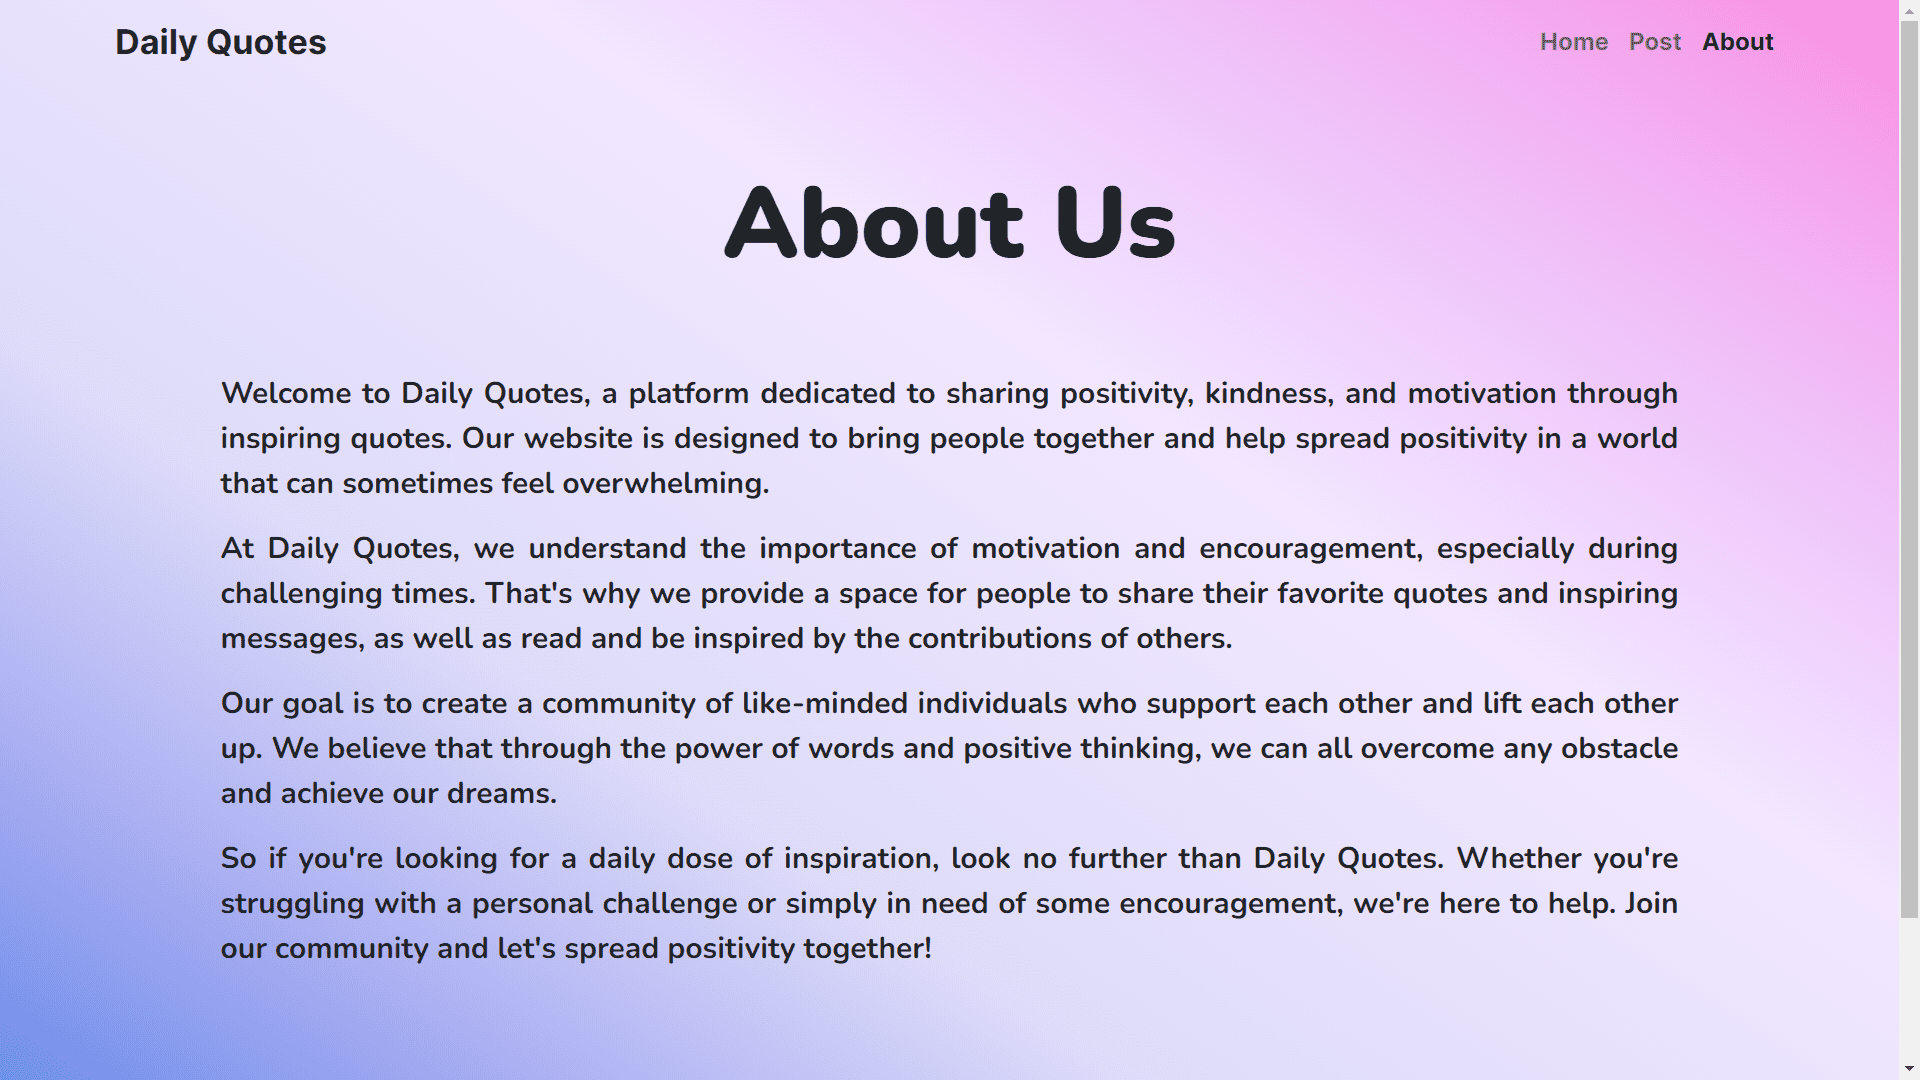 Daily Quotes
Home Post About
About Us
Welcome to Daily Quotes, a platform dedicated to sharing positivity, kindness, and motivation through
inspiring quotes. Our website is designed to bring people together and help spread positivity in a world
that can sometimes feel overwhelming.
At Daily Quotes, we understand the importance of motivation and encouragement, especially during
challenging times. That's why we provide a space for people to share their favorite quotes and inspiring
messages, as well as read and be inspired by the contributions of others.
Our goal is to create a community of like-minded individuals who support each other and lift each other
up. We believe that through the power of words and positive thinking, we can all overcome any obstacle
and achieve our dreams.
So if you're looking for a daily dose of inspiration, look no further than Daily Quotes. Whether you're
struggling with a personal challenge or simply in need of some encouragement, we're here to help. Join
our community and let's spread positivity together!